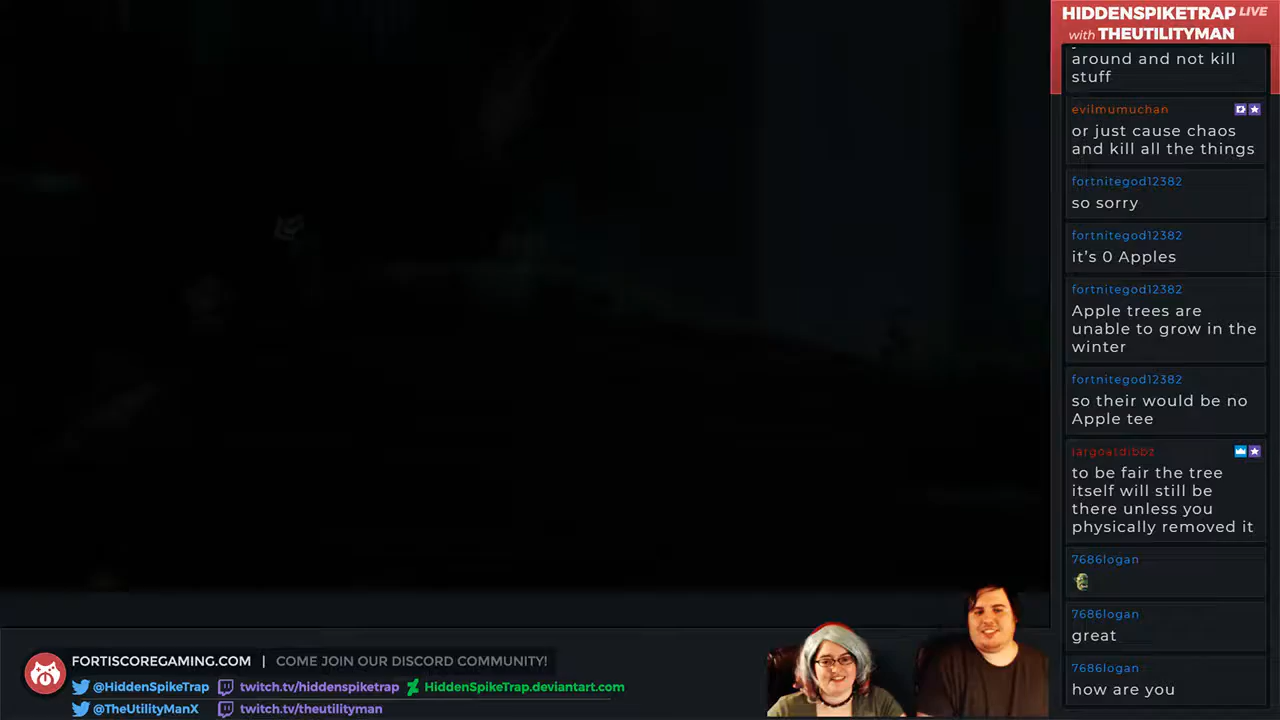 HIDDENSPIKETRAP LIVE
with THEUTILITYMAN
around and not kill
stuff
evilmumuchan
or just cause chaos
and kill all the things
fortnitegod12382
so sorry
fortnitegod12382
it's 0 Apples
fortnitegod12382
Apple trees are
unable to grow in the
winter
fortnitegod12382
so their would be no
Apple tee
largoatdibbz
to be fair the tree
itself will still be
there unless you
physically removed it
7686logan
7686logan
great
7686logan
how are you
FORTISCOREGAMING.COM | COME JOIN OUR DISCORD COMMUNITY!
@HiddenSpikeTrap twitch.tv/hiddenspiketrap HiddenSpikeTrap.deviantart.com
@TheUtilityManX twitch.tv/theutilityman